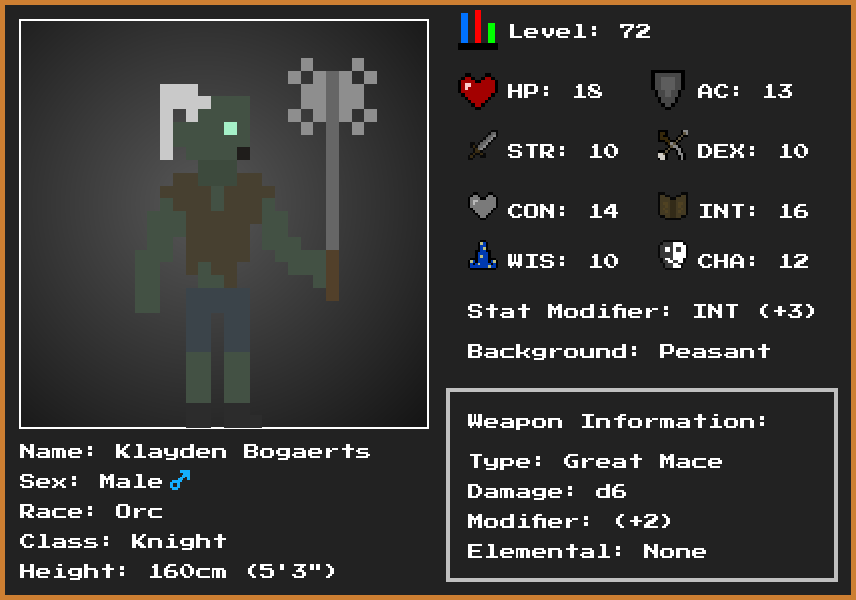 Level: 72
HP: 18
AC: 13
STR: 10
DEX: 10
CON: 14
INT: 16
WIS: 10
CHA: 12
Stat Modifier: INT (+3)
Background: Peasant
Weapon Information:
Type: Great Mace
Damage: d6
Modifier: (+2)
Elemental: None
Name: Klayden Bogaerts
Sex: Male ♂
Race: Orc
Class: Knight
Height: 160cm (5'3")